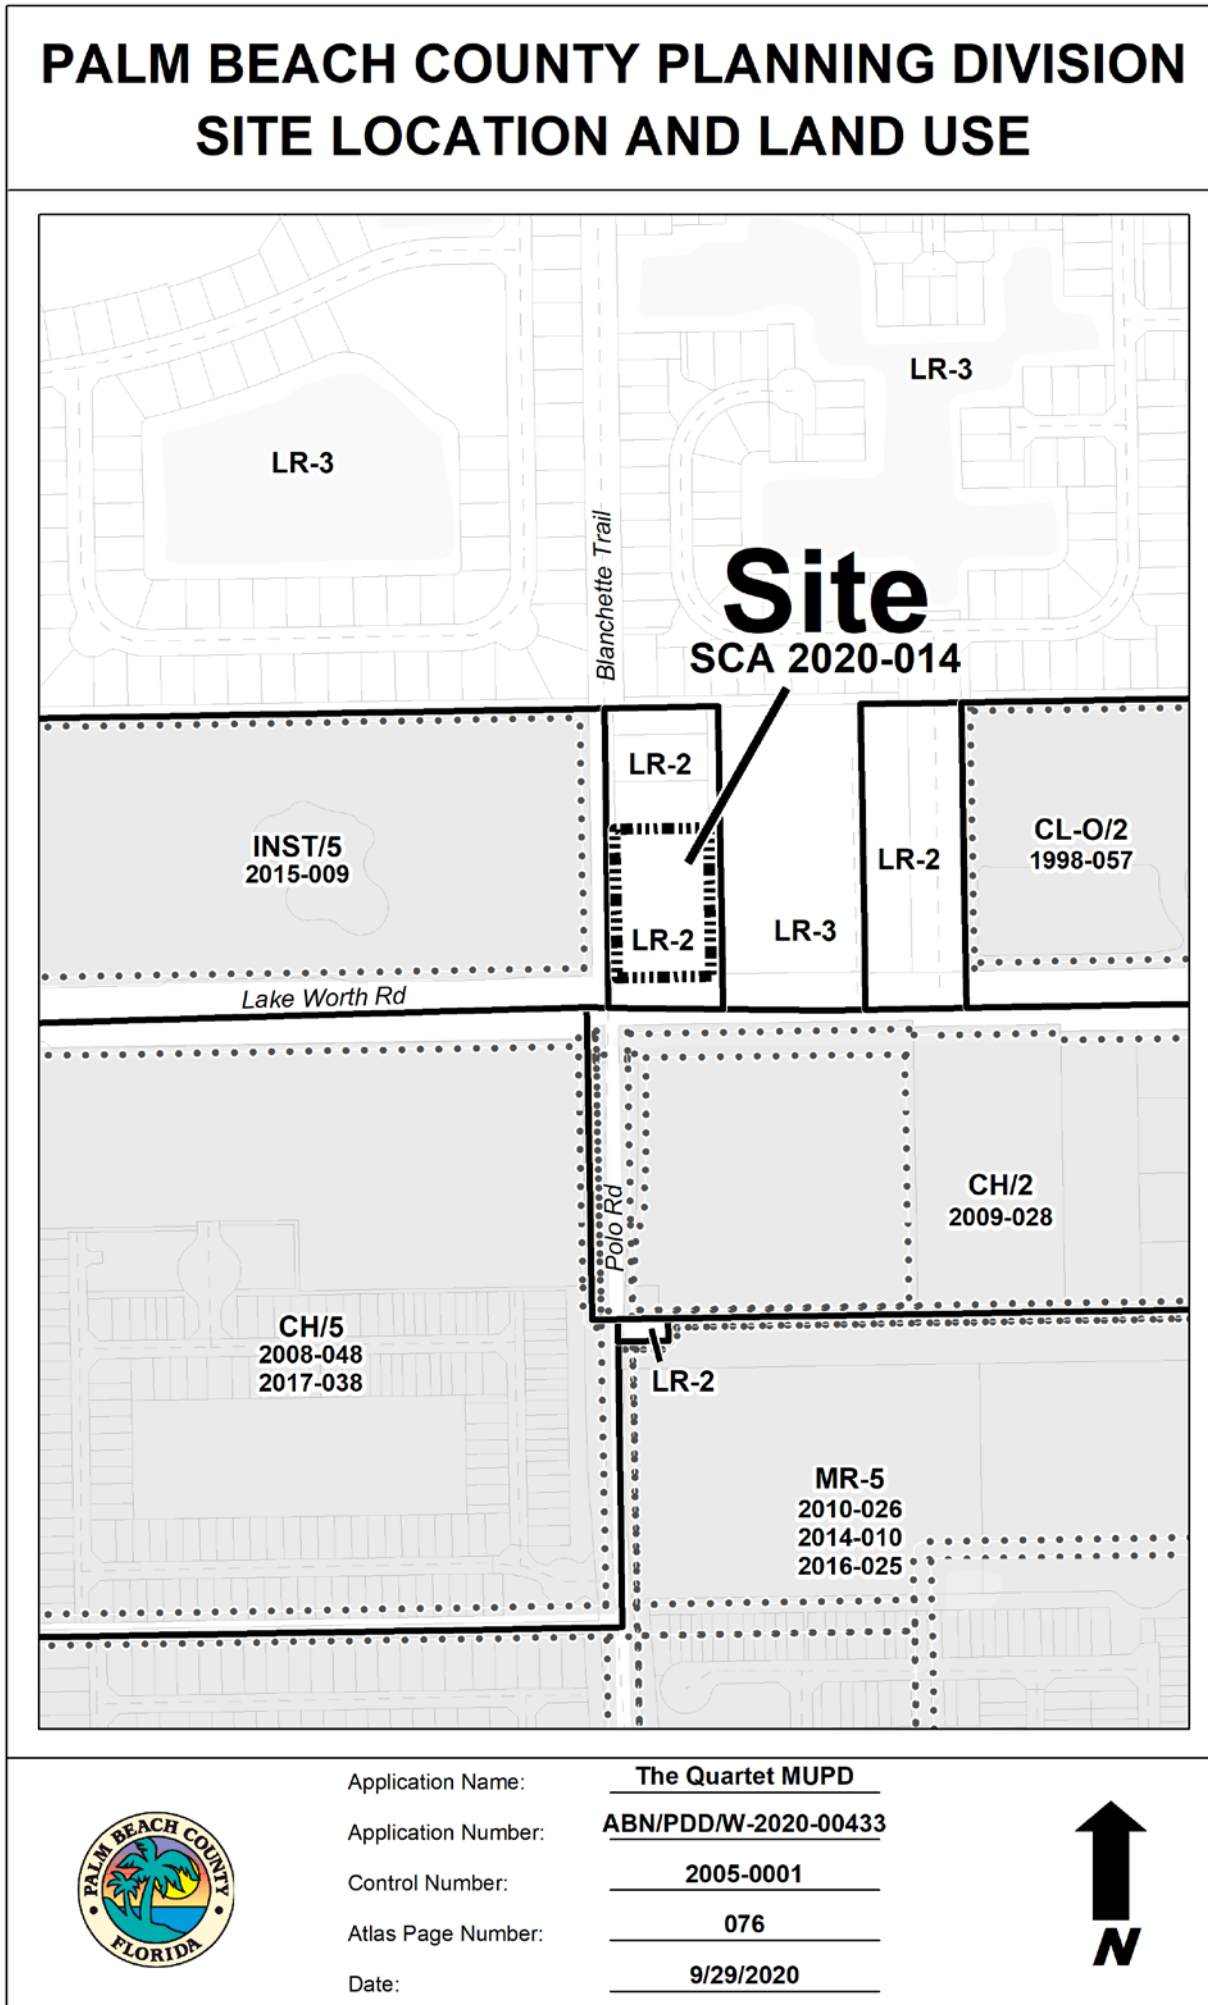 PALM BEACH COUNTY PLANNING DIVISION
SITE LOCATION AND LAND USE
LR-3
LR-3
Blanchette Trail
Site
SCA 2020-014
LR-2
INST/5
2015-009
CL-O/2
1998-057
LR-2
LR-2
LR-3
Lake Worth Rd
Polo Rd
CH/2
2009-028
CH/5
2008-048
2017-038
LR-2
MR-5
2010-026
2014-010
2016-025
Application Name: The Quartet MUPD
Application Number: ABN/PDD/W-2020-00433
Control Number: 2005-0001
Atlas Page Number: 076
Date: 9/29/2020
PALM BEACH COUNTY
FLORIDA
N